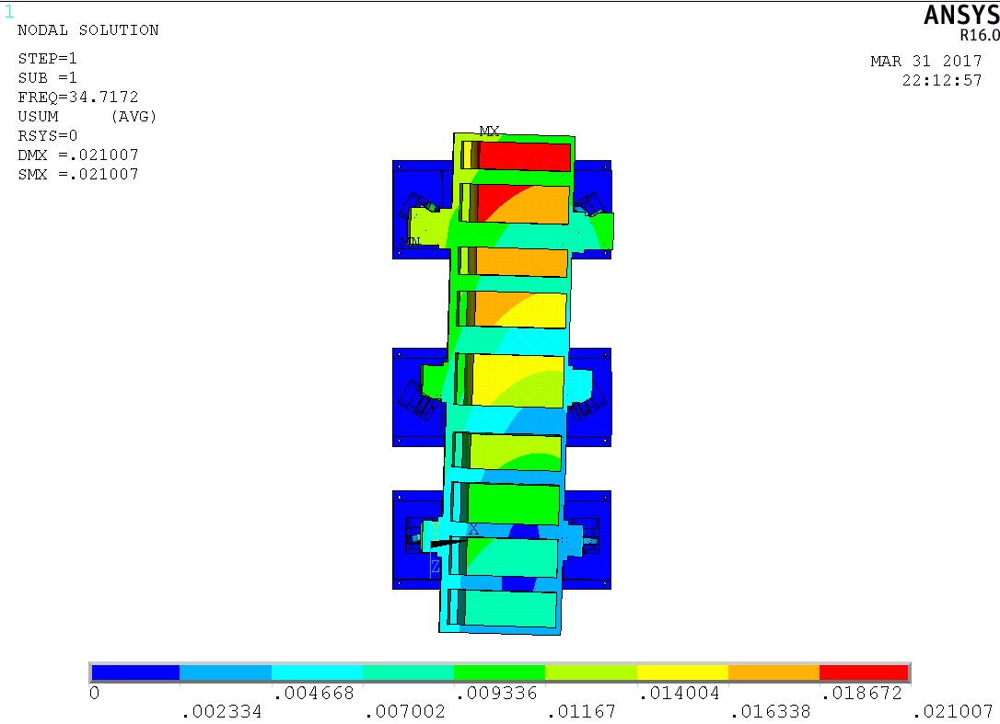 1
NODAL SOLUTION
STEP=1
SUB =1
FREQ=34.7172
USUM (AVG)
RSYS=0
DMX =.021007
SMX =.021007
ANSYS
R16.0
MAR 31 2017
22:12:57
MX
MN
Y
X
Z
0
.002334
.004668
.007002
.009336
.01167
.014004
.016338
.018672
.021007